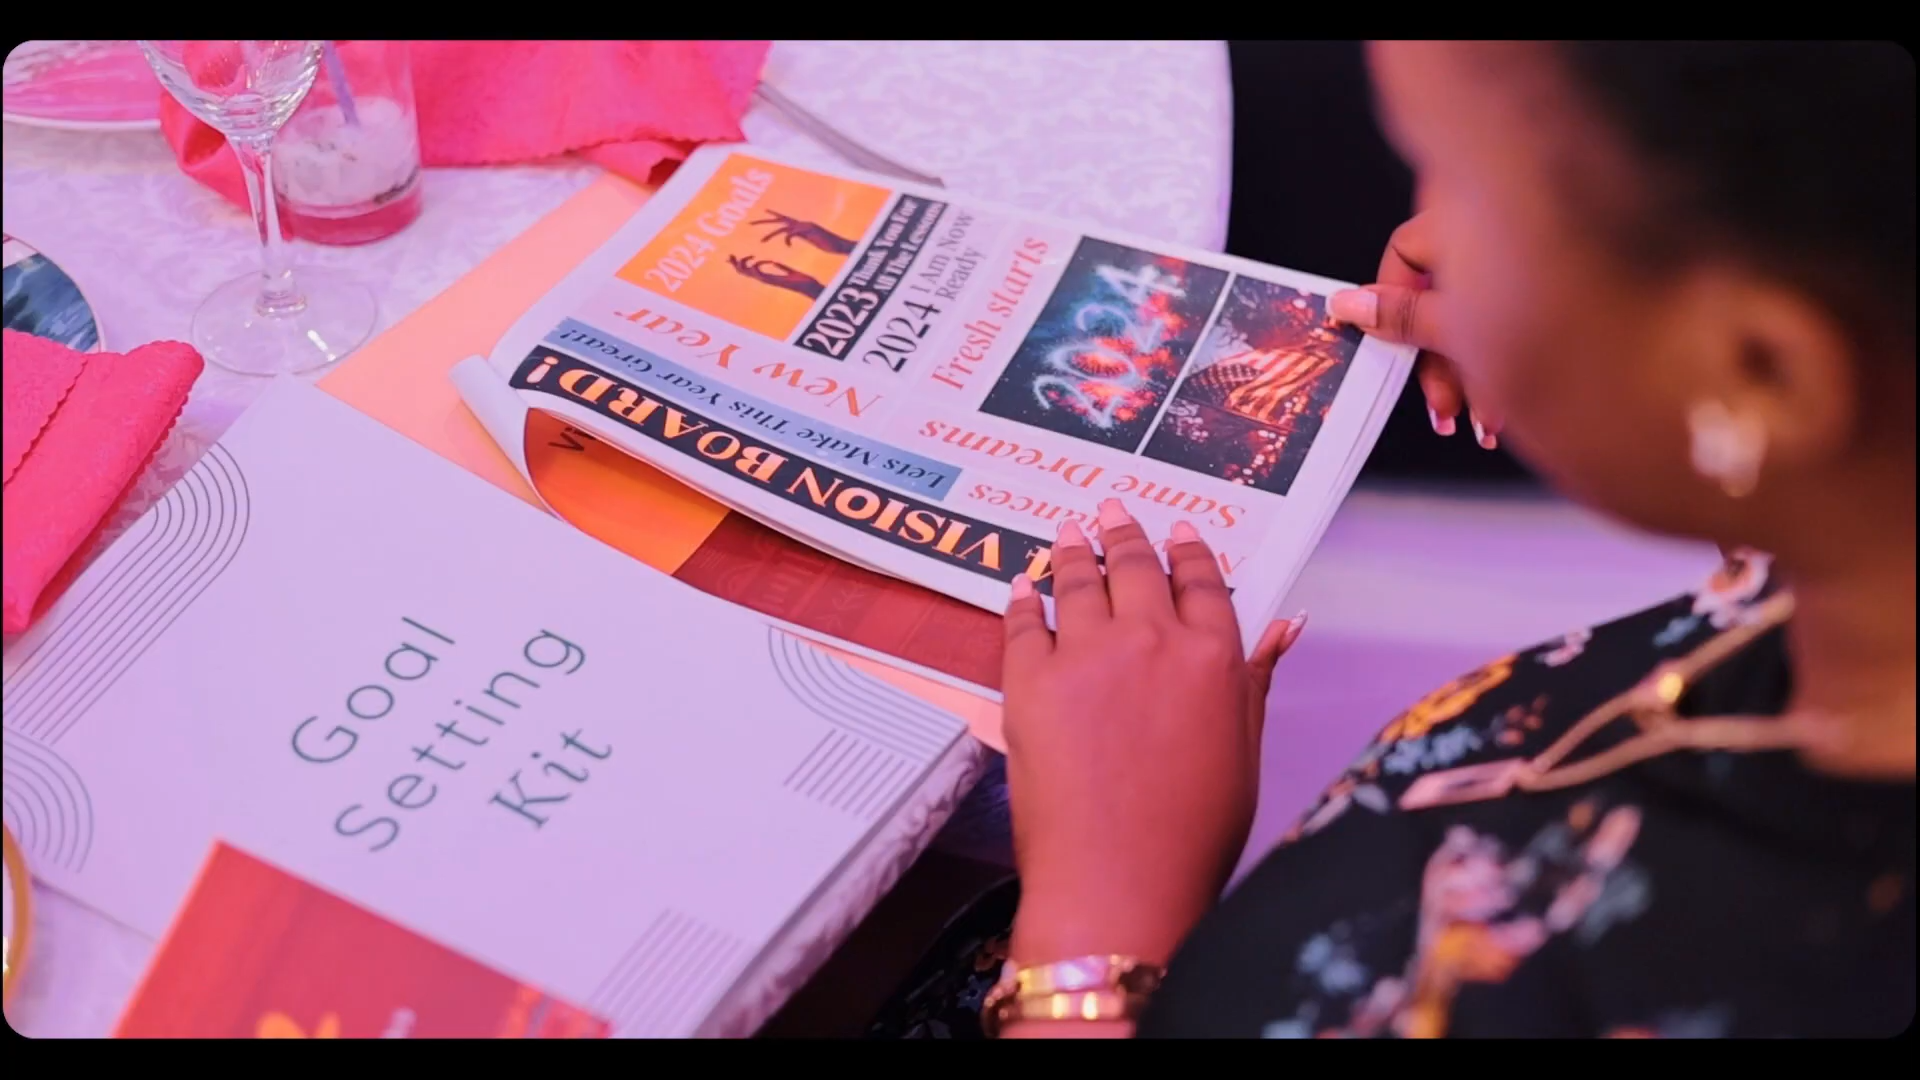 2024 Goals
2023 Thank You For
All The Lessons
2024 I Am Now
Ready
Fresh starts
2024
New Year
Lets Make This Year Great!
VISION BOARD!
Same Dreams
Goal
Setting
Kit